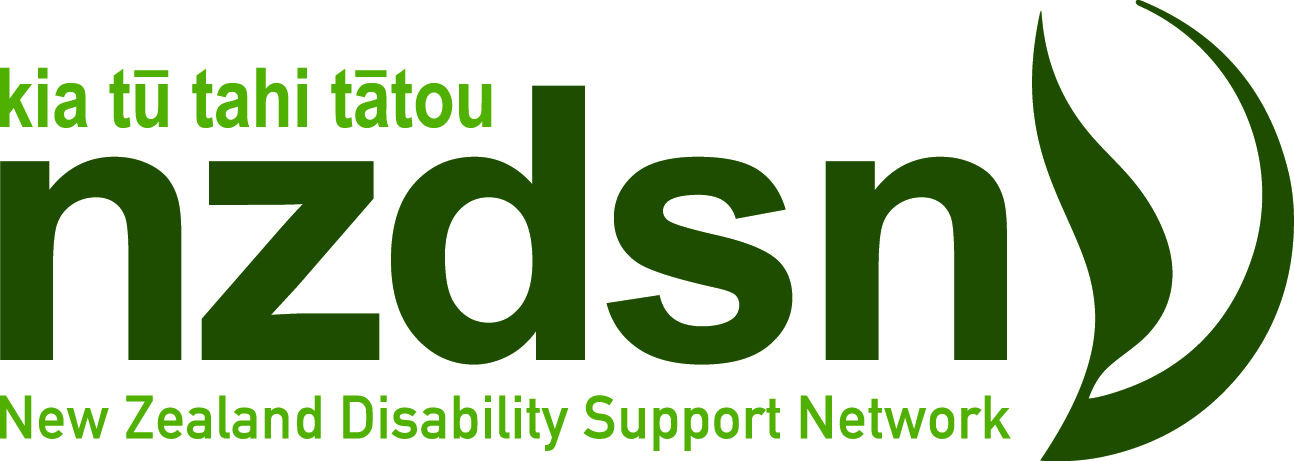 kia tū tahi tātou
nzdsn
New Zealand Disability Support Network